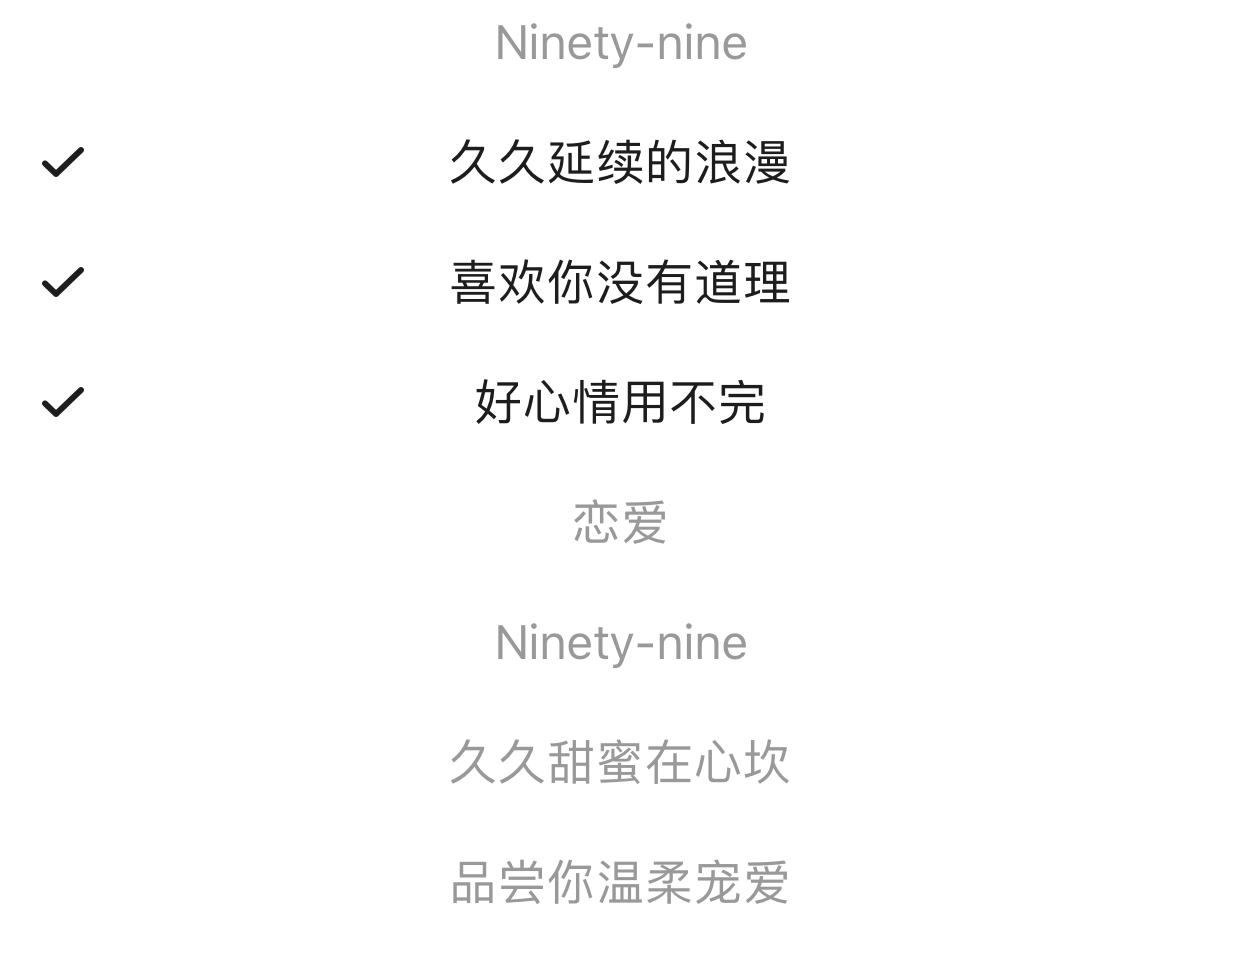 Ninety-nine
久久延续的浪漫
喜欢你没有道理
好心情用不完
恋爱
Ninety-nine
久久甜蜜在心坎
品尝你温柔宠爱